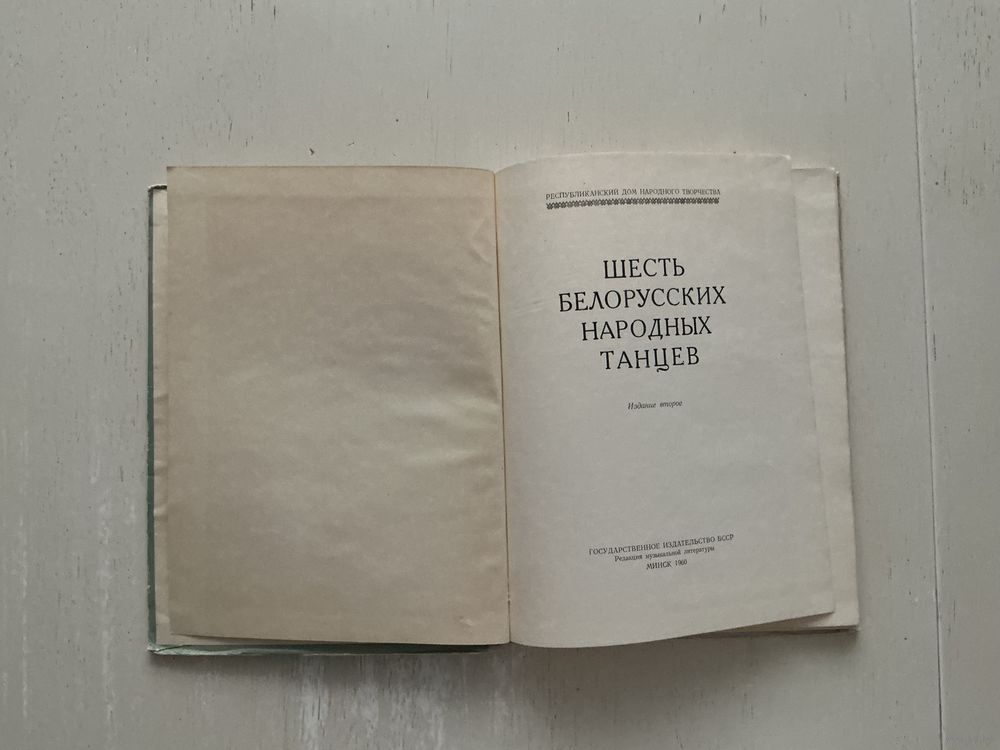 РЕСПУБЛИКАНСКИЙ ДОМ НАРОДНОГО ТВОРЧЕСТВА
ШЕСТЬ
БЕЛОРУССКИХ
НАРОДНЫХ
ТАНЦЕВ
Издание второе
ГОСУДАРСТВЕННОЕ ИЗДАТЕЛЬСТВО БССР
Редакция музыкальной литературы
МИНСК 1960